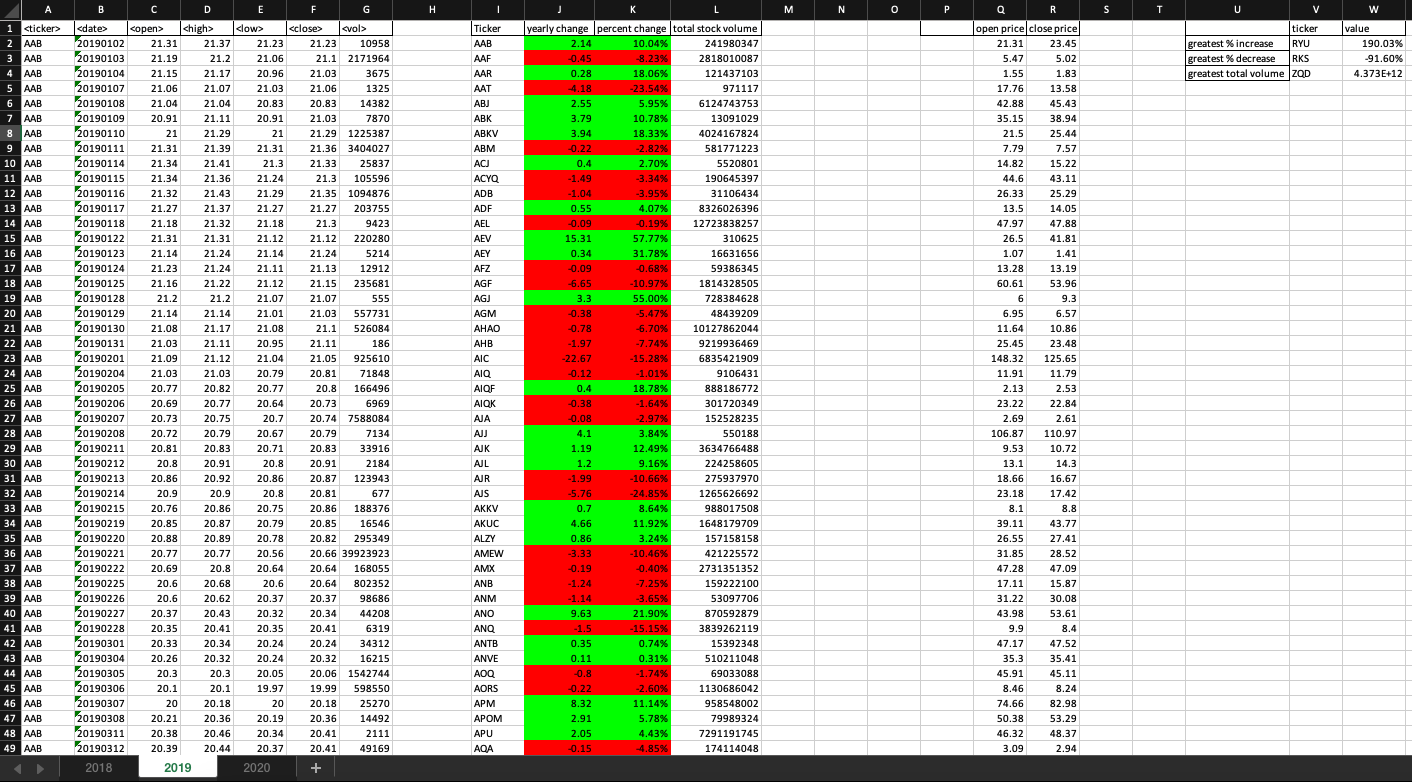 A B C D E F G H I J K L M N O P Q R S T U V W
1 <ticker> <date> <open> <high> <low> <close> <vol> Ticker yearly change percent change total stock volume open price close price ticker value
2 AAB 20190102 21.31 21.37 21.23 21.23 10958 AAB 2.14 10.04% 241980347 21.31 23.45 greatest % increase RYU 190.03%
3 AAB 20190103 21.19 21.2 21.06 21.1 2171964 AAF -0.45 -8.23% 2818010087 5.47 5.02 greatest % decrease RKS -91.60%
4 AAB 20190104 21.15 21.17 20.96 21.03 3675 AAR 0.28 18.06% 121437103 1.55 1.83 greatest total volume ZQD 4.373E+12
5 AAB 20190107 21.06 21.07 21.03 21.06 1325 AAT -4.18 -23.54% 971117 17.76 13.58
6 AAB 20190108 21.04 21.04 20.83 20.83 14382 ABJ 2.55 5.95% 6124743753 42.88 45.43
7 AAB 20190109 20.91 21.11 20.91 21.03 7870 ABK 3.79 10.78% 13091029 35.15 38.94
8 AAB 20190110 21 21.29 21 21.29 1225387 ABKV 3.94 18.33% 4024167824 21.5 25.44
9 AAB 20190111 21.31 21.39 21.31 21.36 3404027 ABM -0.22 -2.82% 581771223 7.79 7.57
10 AAB 20190114 21.34 21.41 21.3 21.33 25837 ACJ 0.4 2.70% 5520801 14.82 15.22
11 AAB 20190115 21.34 21.36 21.24 21.3 105596 ACYQ -1.49 -3.34% 190645397 44.6 43.11
12 AAB 20190116 21.32 21.43 21.29 21.35 1094876 ADB -1.04 -3.95% 31106434 26.33 25.29
13 AAB 20190117 21.27 21.37 21.27 21.27 203755 ADF 0.55 4.07% 8326026396 13.5 14.05
14 AAB 20190118 21.18 21.32 21.18 21.3 9423 AEL -0.09 -0.19% 12723838257 47.97 47.88
15 AAB 20190122 21.31 21.31 21.12 21.12 220280 AEV 15.31 57.77% 310625 26.5 41.81
16 AAB 20190123 21.14 21.24 21.14 21.24 5214 AEY 0.34 31.78% 16631656 1.07 1.41
17 AAB 20190124 21.23 21.24 21.11 21.13 12912 AFZ -0.09 -0.68% 59386345 13.28 13.19
18 AAB 20190125 21.16 21.22 21.12 21.15 235681 AGF -6.65 -10.97% 1814328505 60.61 53.96
19 AAB 20190128 21.2 21.2 21.07 21.07 555 AGJ 3.3 55.00% 728384628 6 9.3
20 AAB 20190129 21.14 21.14 21.01 21.03 557731 AGM -0.38 -5.47% 48439209 6.95 6.57
21 AAB 20190130 21.08 21.17 21.08 21.1 526084 AHAO -0.78 -6.70% 10127862044 11.64 10.86
22 AAB 20190131 21.03 21.11 20.95 21.11 186 AHB -1.97 -7.74% 9219936469 25.45 23.48
23 AAB 20190201 21.09 21.12 21.04 21.05 925610 AIC -22.67 -15.28% 6835421909 148.32 125.65
24 AAB 20190204 21.03 21.03 20.79 20.81 71848 AIQ -0.12 -1.01% 9106431 11.91 11.79
25 AAB 20190205 20.77 20.82 20.77 20.8 166496 AIQF 0.4 18.78% 888186772 2.13 2.53
26 AAB 20190206 20.69 20.77 20.64 20.73 6969 AIQK -0.38 -1.64% 301720349 23.22 22.84
27 AAB 20190207 20.73 20.75 20.7 20.74 7588084 AJA -0.08 -2.97% 152528235 2.69 2.61
28 AAB 20190208 20.72 20.79 20.67 20.79 7134 AJJ 4.1 3.84% 550188 106.87 110.97
29 AAB 20190211 20.81 20.83 20.71 20.83 33916 AJK 1.19 12.49% 3634766488 9.53 10.72
30 AAB 20190212 20.8 20.91 20.8 20.91 2184 AJL 1.2 9.16% 224258605 13.1 14.3
31 AAB 20190213 20.86 20.92 20.86 20.87 123943 AJR -1.99 -10.66% 275937970 18.66 16.67
32 AAB 20190214 20.9 20.9 20.8 20.81 677 AJS -5.76 -24.85% 1265626692 23.18 17.42
33 AAB 20190215 20.76 20.86 20.75 20.86 188376 AKKV 0.7 8.64% 988017508 8.1 8.8
34 AAB 20190219 20.85 20.87 20.79 20.85 16546 AKUC 4.66 11.92% 1648179709 39.11 43.77
35 AAB 20190220 20.88 20.89 20.78 20.82 295349 ALZY 0.86 3.24% 157158158 26.55 27.41
36 AAB 20190221 20.77 20.77 20.56 20.66 39923923 AMEW -3.33 -10.46% 421225572 31.85 28.52
37 AAB 20190222 20.69 20.8 20.64 20.64 168055 AMX -0.19 -0.40% 2731351352 47.28 47.09
38 AAB 20190225 20.6 20.68 20.6 20.64 802352 ANB -1.24 -7.25% 159222100 17.11 15.87
39 AAB 20190226 20.6 20.62 20.37 20.37 98686 ANM -1.14 -3.65% 53097706 31.22 30.08
40 AAB 20190227 20.37 20.43 20.32 20.34 44208 ANO 9.63 21.90% 870592879 43.98 53.61
41 AAB 20190228 20.35 20.41 20.35 20.41 6319 ANQ -1.5 -15.15% 3839262119 9.9 8.4
42 AAB 20190301 20.33 20.34 20.24 20.24 34312 ANTB 0.35 0.74% 15392348 47.17 47.52
43 AAB 20190304 20.26 20.32 20.24 20.32 16215 ANVE 0.11 0.31% 510211048 35.3 35.41
44 AAB 20190305 20.3 20.3 20.05 20.06 1542744 AOQ -0.8 -1.74% 69033088 45.91 45.11
45 AAB 20190306 20.1 20.1 19.97 19.99 598550 AORS -0.22 -2.60% 1130686042 8.46 8.24
46 AAB 20190307 20 20.18 20 20.18 25270 APM 8.32 11.14% 958548002 74.66 82.98
47 AAB 20190308 20.21 20.36 20.19 20.36 14492 APOM 2.91 5.78% 79989324 50.38 53.29
48 AAB 20190311 20.38 20.46 20.34 20.41 2111 APU 2.05 4.43% 7291191745 46.32 48.37
49 AAB 20190312 20.39 20.44 20.37 20.41 49169 AQA -0.15 -4.85% 174114048 3.09 2.94
2018 2019 2020 +